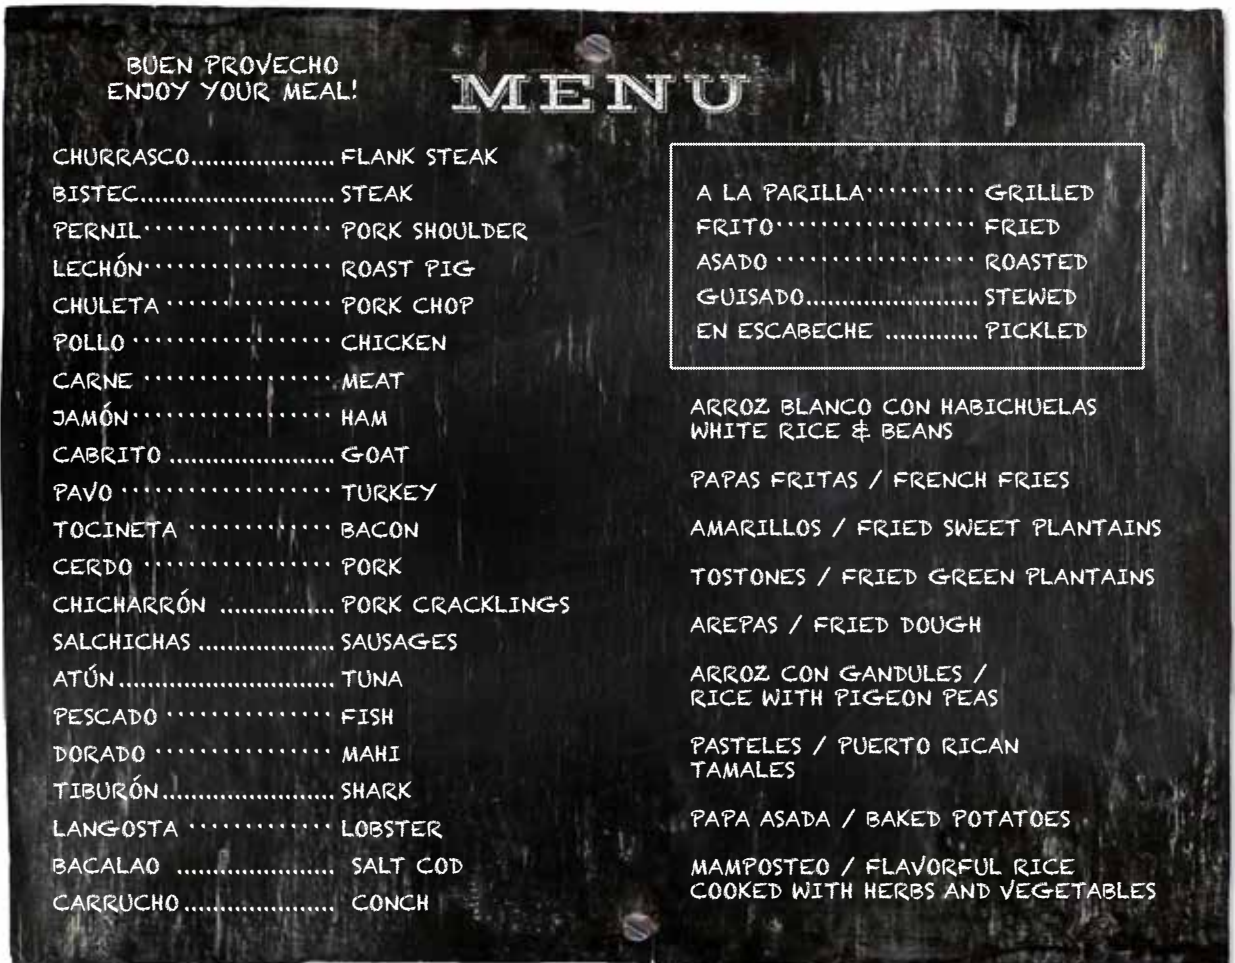 BUEN PROVECHO
ENJOY YOUR MEAL!
MENU
CHURRASCO.................... FLANK STEAK
BISTEC........................... STEAK
PERNIL.................. PORK SHOULDER
LECHÓN.................. ROAST PIG
CHULETA ................ PORK CHOP
POLLO ................... CHICKEN
CARNE .................. MEAT
JAMÓN................... HAM
CABRITO ....................... GOAT
PAVO .................... TURKEY
TOCINETA .............. BACON
CERDO .................. PORK
CHICHARRÓN ................ PORK CRACKLINGS
SALCHICHAS ................... SAUSAGES
ATÚN.............................. TUNA
PESCADO ................ FISH
DORADO ................. MAHI
TIBURÓN........................ SHARK
LANGOSTA .............. LOBSTER
BACALAO ...................... SALT COD
CARRUCHO..................... CONCH
A LA PARILLA........... GRILLED
FRITO................... FRIED
ASADO ................... ROASTED
GUISADO........................ STEWED
EN ESCABECHE ............. PICKLED
ARROZ BLANCO CON HABICHUELAS
WHITE RICE & BEANS
PAPAS FRITAS / FRENCH FRIES
AMARILLOS / FRIED SWEET PLANTAINS
TOSTONES / FRIED GREEN PLANTAINS
AREPAS / FRIED DOUGH
ARROZ CON GANDULES /
RICE WITH PIGEON PEAS
PASTELES / PUERTO RICAN
TAMALES
PAPA ASADA / BAKED POTATOES
MAMPOSTEO / FLAVORFUL RICE
COOKED WITH HERBS AND VEGETABLES